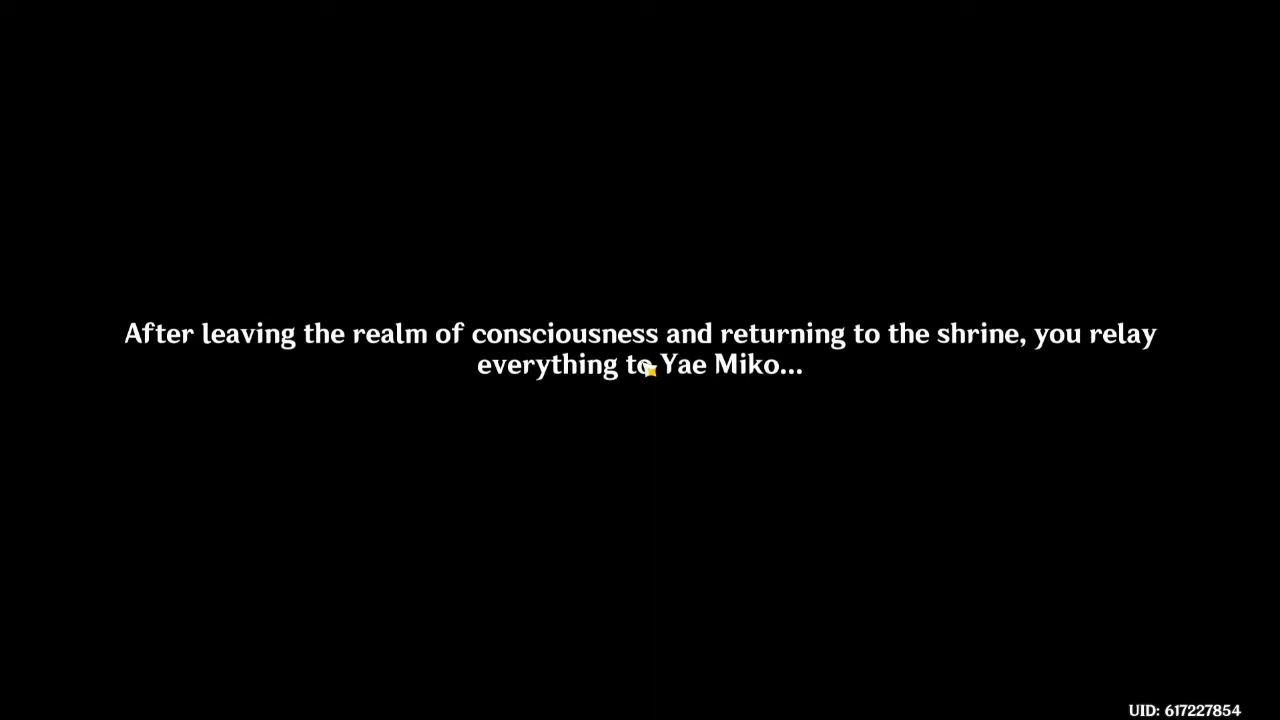 After leaving the realm of consciousness and returning to the shrine, you relay
everything to Yae Miko...
UID: 617227854